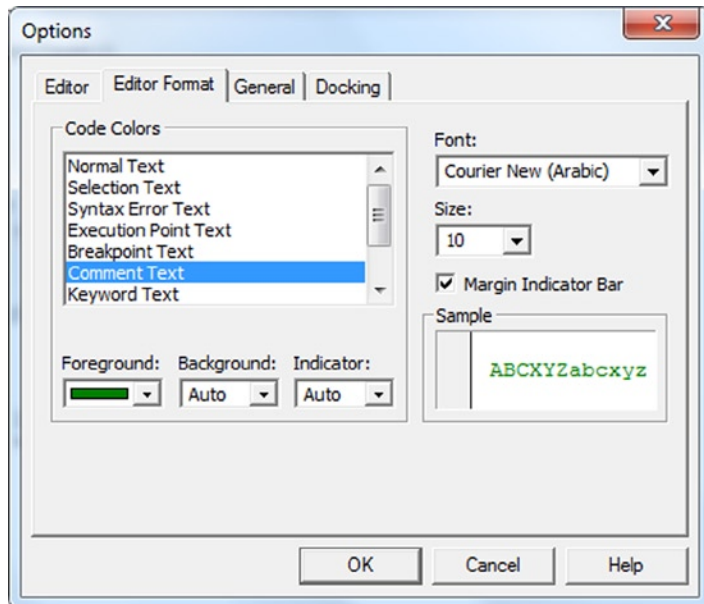 Options
Editor
Editor Format
General
Docking
Code Colors
Normal Text
Selection Text
Syntax Error Text
Execution Point Text
Breakpoint Text
Comment Text
Keyword Text
Foreground: Background: Indicator:
Auto
Auto
Font:
Courier New (Arabic)
Size:
10
Margin Indicator Bar
Sample
ABCXYZabcxyz
OK
Cancel
Help